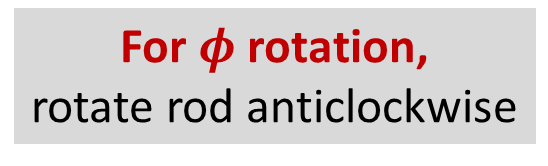 For ϕ rotation,
rotate rod anticlockwise